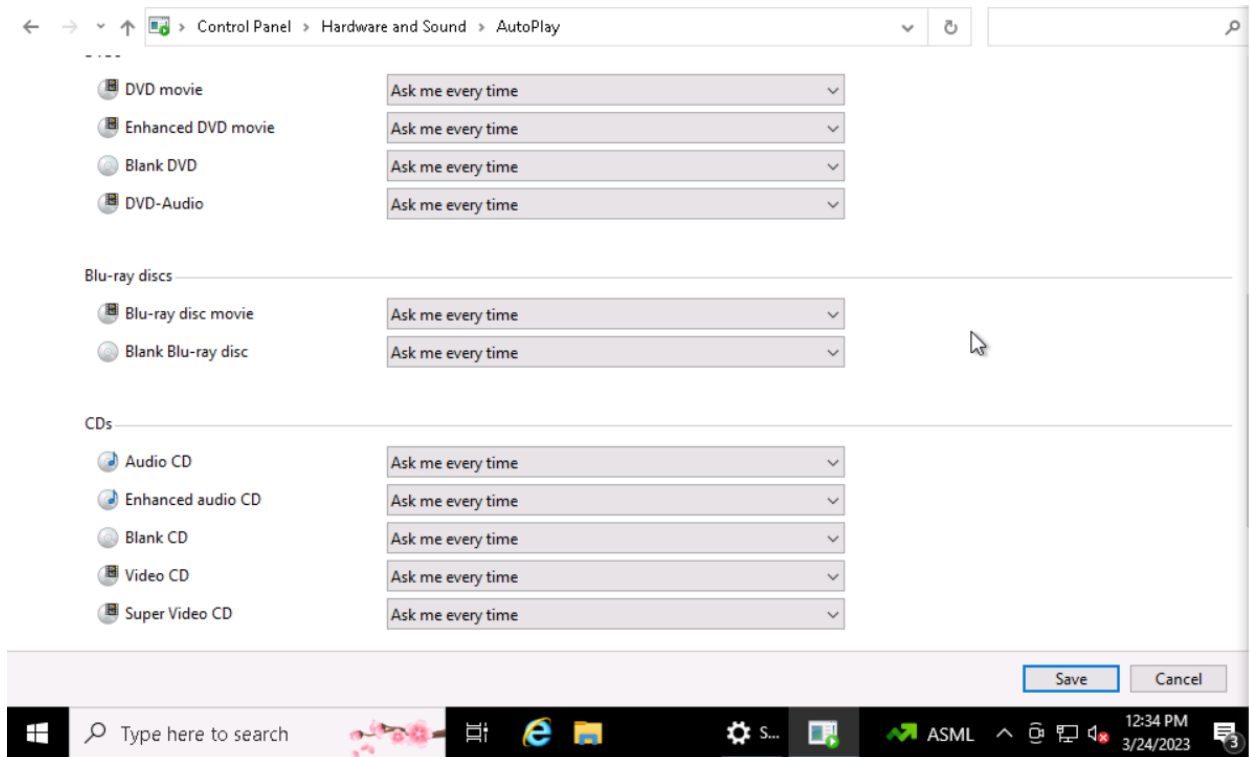 Control Panel > Hardware and Sound > AutoPlay
DVD movie Ask me every time
Enhanced DVD movie Ask me every time
Blank DVD Ask me every time
DVD-Audio Ask me every time
Blu-ray discs
Blu-ray disc movie Ask me every time
Blank Blu-ray disc Ask me every time
CDs
Audio CD Ask me every time
Enhanced audio CD Ask me every time
Blank CD Ask me every time
Video CD Ask me every time
Super Video CD Ask me every time
Save Cancel
Type here to search S... ASML 12:34 PM
3/24/2023 3